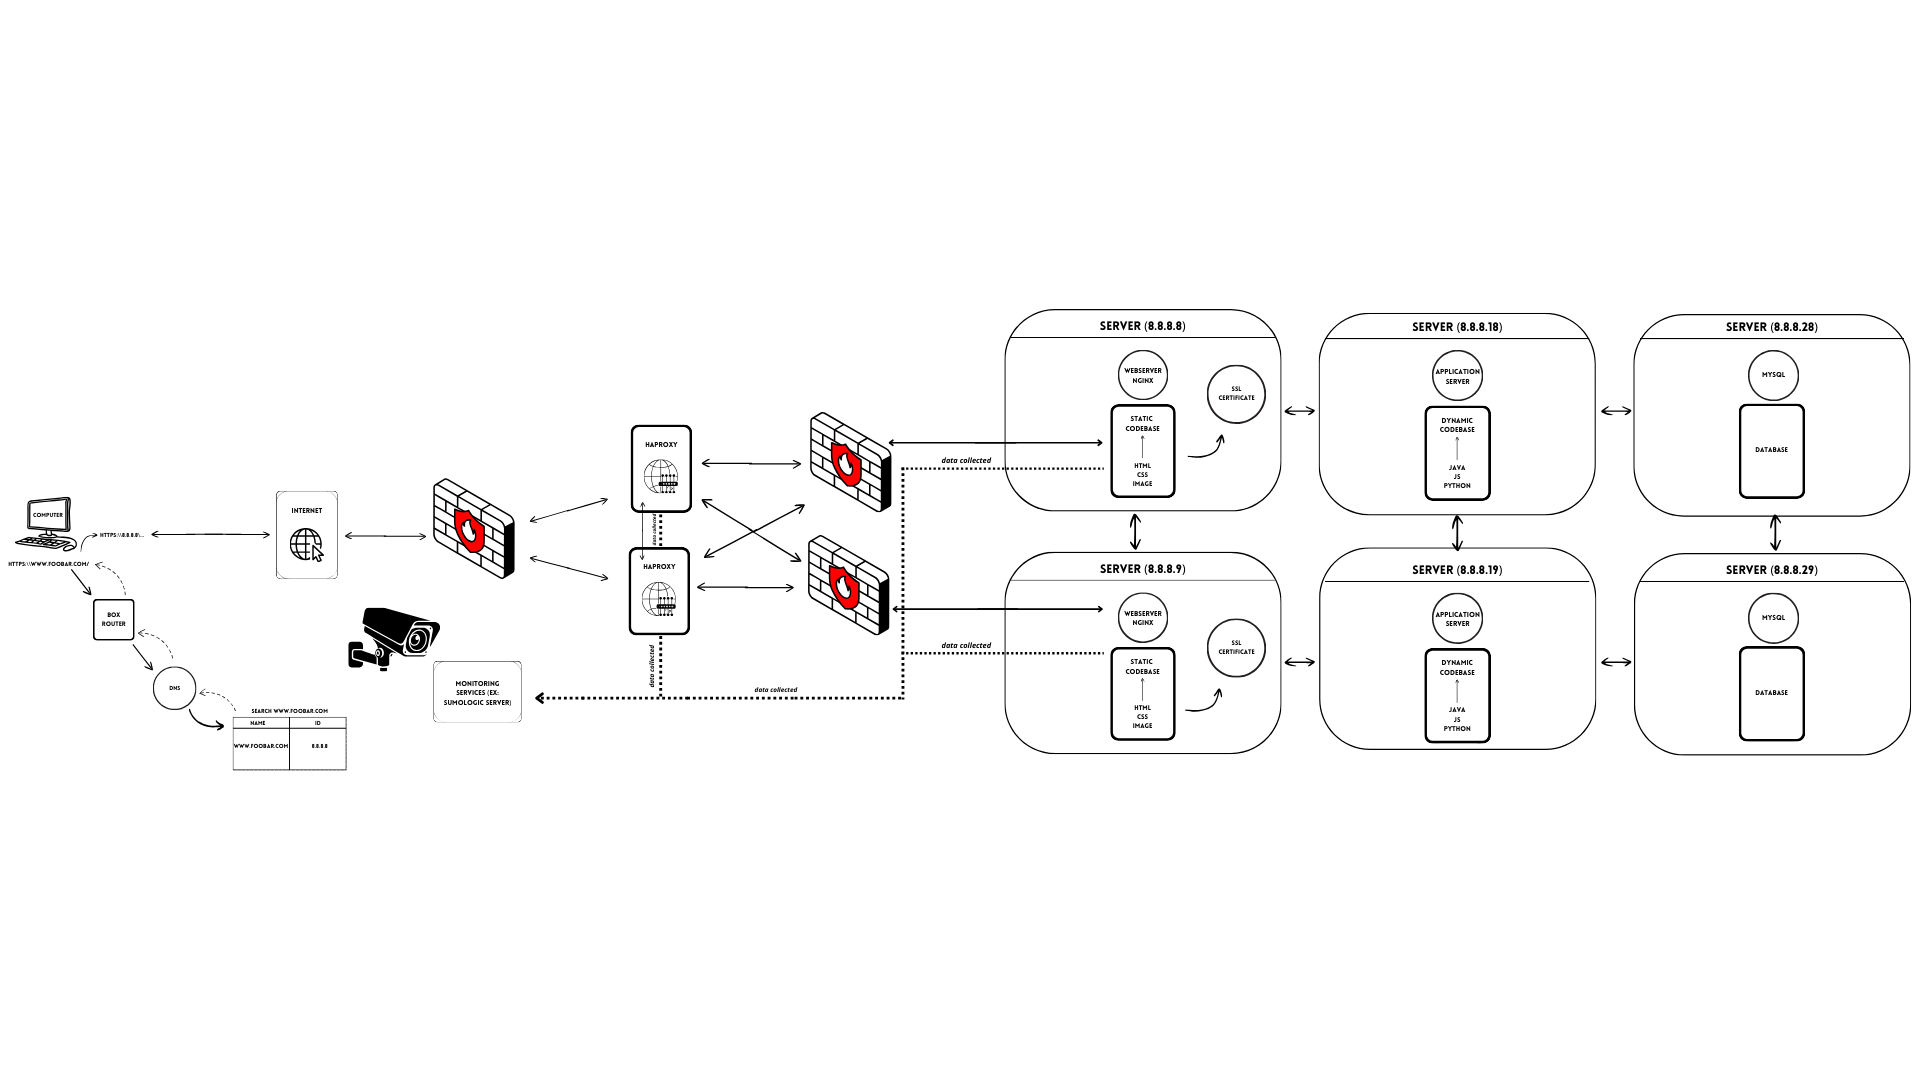 COMPUTER
HTTPS://8.8.8.8\...
HTTPS:\\WWW.FOOBAR.COM/
BOX
ROUTER
DNS
SEARCH WWW.FOOBAR.COM
NAME ID
WWW.FOOBAR.COM 8.8.8.8
INTERNET
MONITORING
SERVICES (EX:
SUMOLOGIC SERVER)
HAPROXY
data collected
HAPROXY
data collected
data collected
data collected
data collected
SERVER (8.8.8.8)
WEBSERVER
NGINX
STATIC
CODEBASE
HTML
CSS
IMAGE
SSL
CERTIFICATE
SERVER (8.8.8.18)
APPLICATION
SERVER
DYNAMIC
CODEBASE
JAVA
JS
PYTHON
SERVER (8.8.8.28)
MYSQL
DATABASE
SERVER (8.8.8.9)
WEBSERVER
NGINX
STATIC
CODEBASE
HTML
CSS
IMAGE
SSL
CERTIFICATE
SERVER (8.8.8.19)
APPLICATION
SERVER
DYNAMIC
CODEBASE
JAVA
JS
PYTHON
SERVER (8.8.8.29)
MYSQL
DATABASE